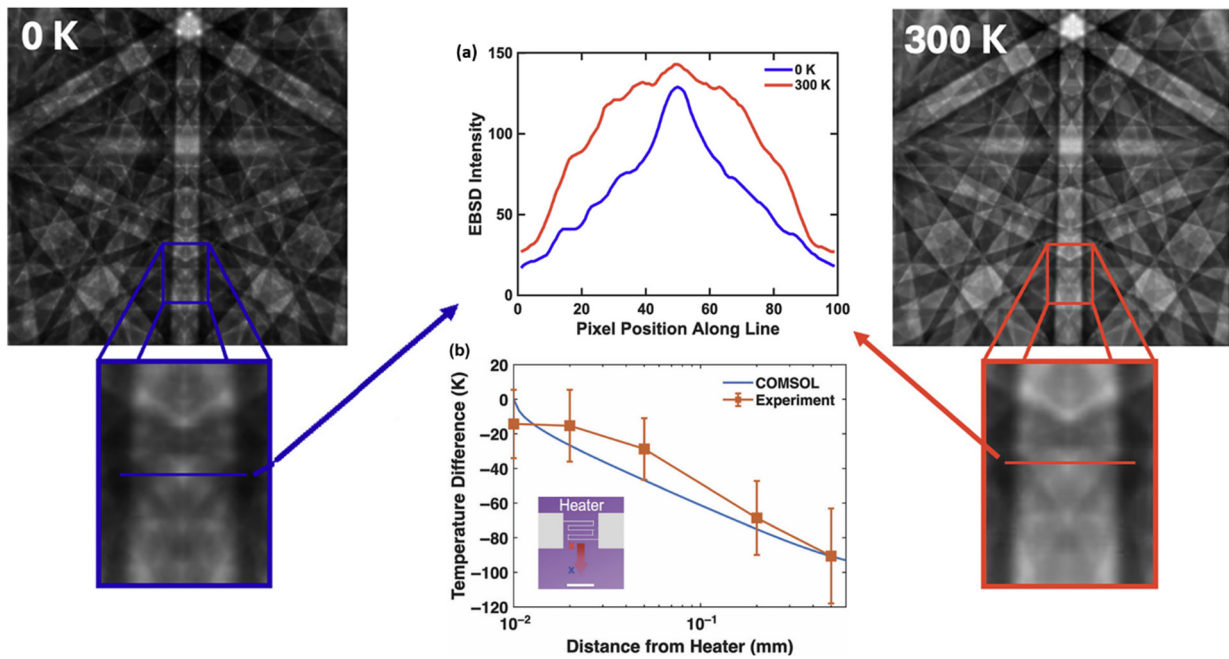 0 K
300 K
(a)
150
100
50
0
EBSD Intensity
0 K
300 K
0 20 40 60 80 100
Pixel Position Along Line
(b)
20
0
−20
−40
−60
−80
−100
−120
Temperature Difference (K)
COMSOL
Experiment
Heater
x
10⁻² 10⁻¹
Distance from Heater (mm)